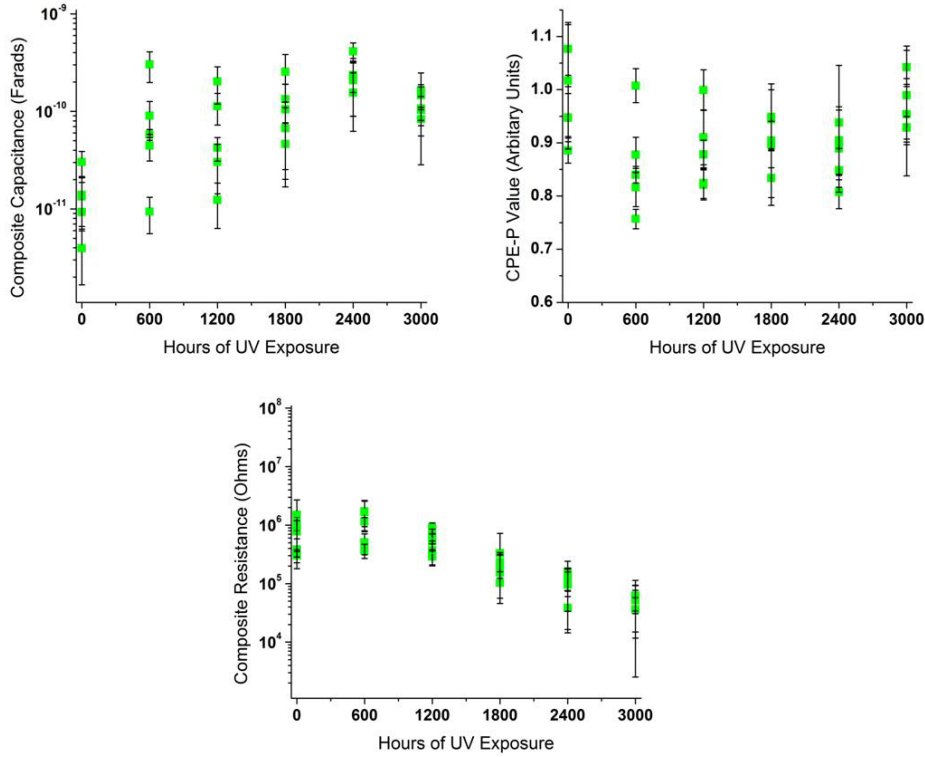 Composite Capacitance (Farads)
10⁻⁹
10⁻¹⁰
10⁻¹¹
0 600 1200 1800 2400 3000
Hours of UV Exposure
CPE-P Value (Arbitary Units)
1.1
1.0
0.9
0.8
0.7
0.6
0 600 1200 1800 2400 3000
Hours of UV Exposure
Composite Resistance (Ohms)
10⁸
10⁷
10⁶
10⁵
10⁴
0 600 1200 1800 2400 3000
Hours of UV Exposure